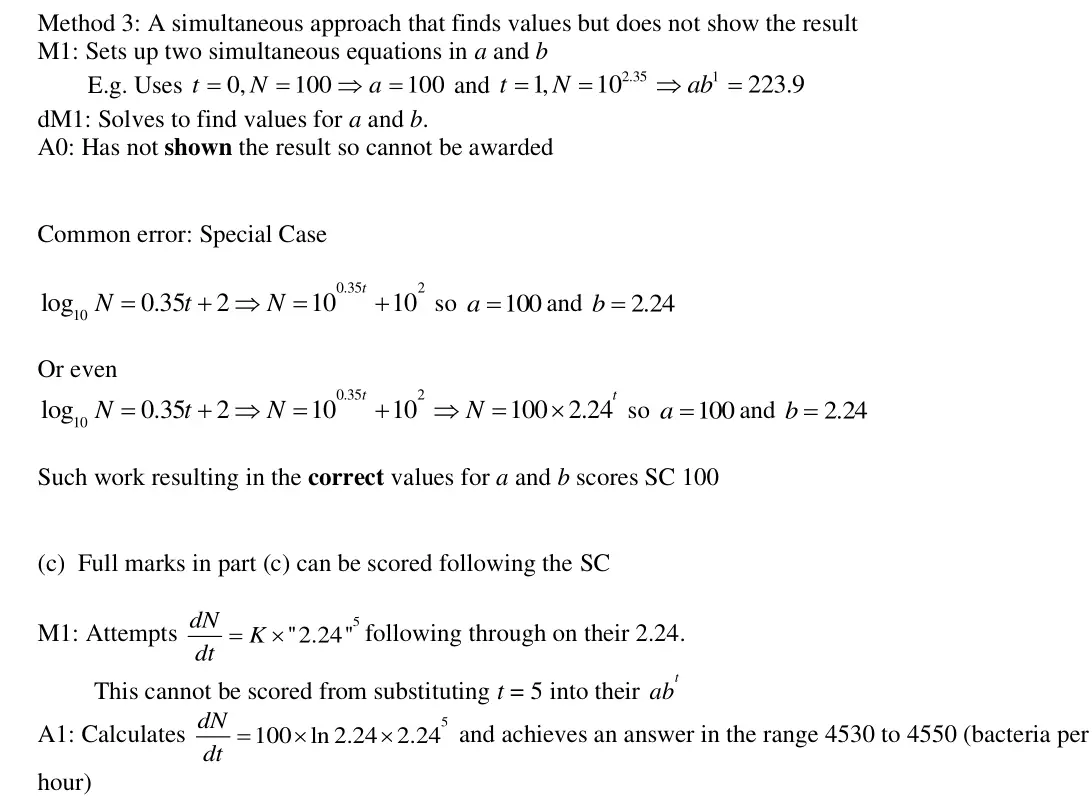 Method 3: A simultaneous approach that finds values but does not show the result
M1: Sets up two simultaneous equations in a and b
E.g. Uses t = 0, N = 100 ⇒ a = 100 and t = 1, N = 10^2.35 ⇒ ab^1 = 223.9
dM1: Solves to find values for a and b.
A0: Has not shown the result so cannot be awarded
Common error: Special Case
log₁₀ N = 0.35t + 2 ⇒ N = 10^0.35t + 10^2 so a = 100 and b = 2.24
Or even
log₁₀ N = 0.35t + 2 ⇒ N = 10^0.35t + 10^2 ⇒ N = 100 × 2.24^t so a = 100 and b = 2.24
Such work resulting in the correct values for a and b scores SC 100
(c) Full marks in part (c) can be scored following the SC
M1: Attempts dN/dt = K × "2.24"^5 following through on their 2.24.
This cannot be scored from substituting t = 5 into their ab^t
A1: Calculates dN/dt = 100 × ln 2.24 × 2.24^5 and achieves an answer in the range 4530 to 4550 (bacteria per
hour)